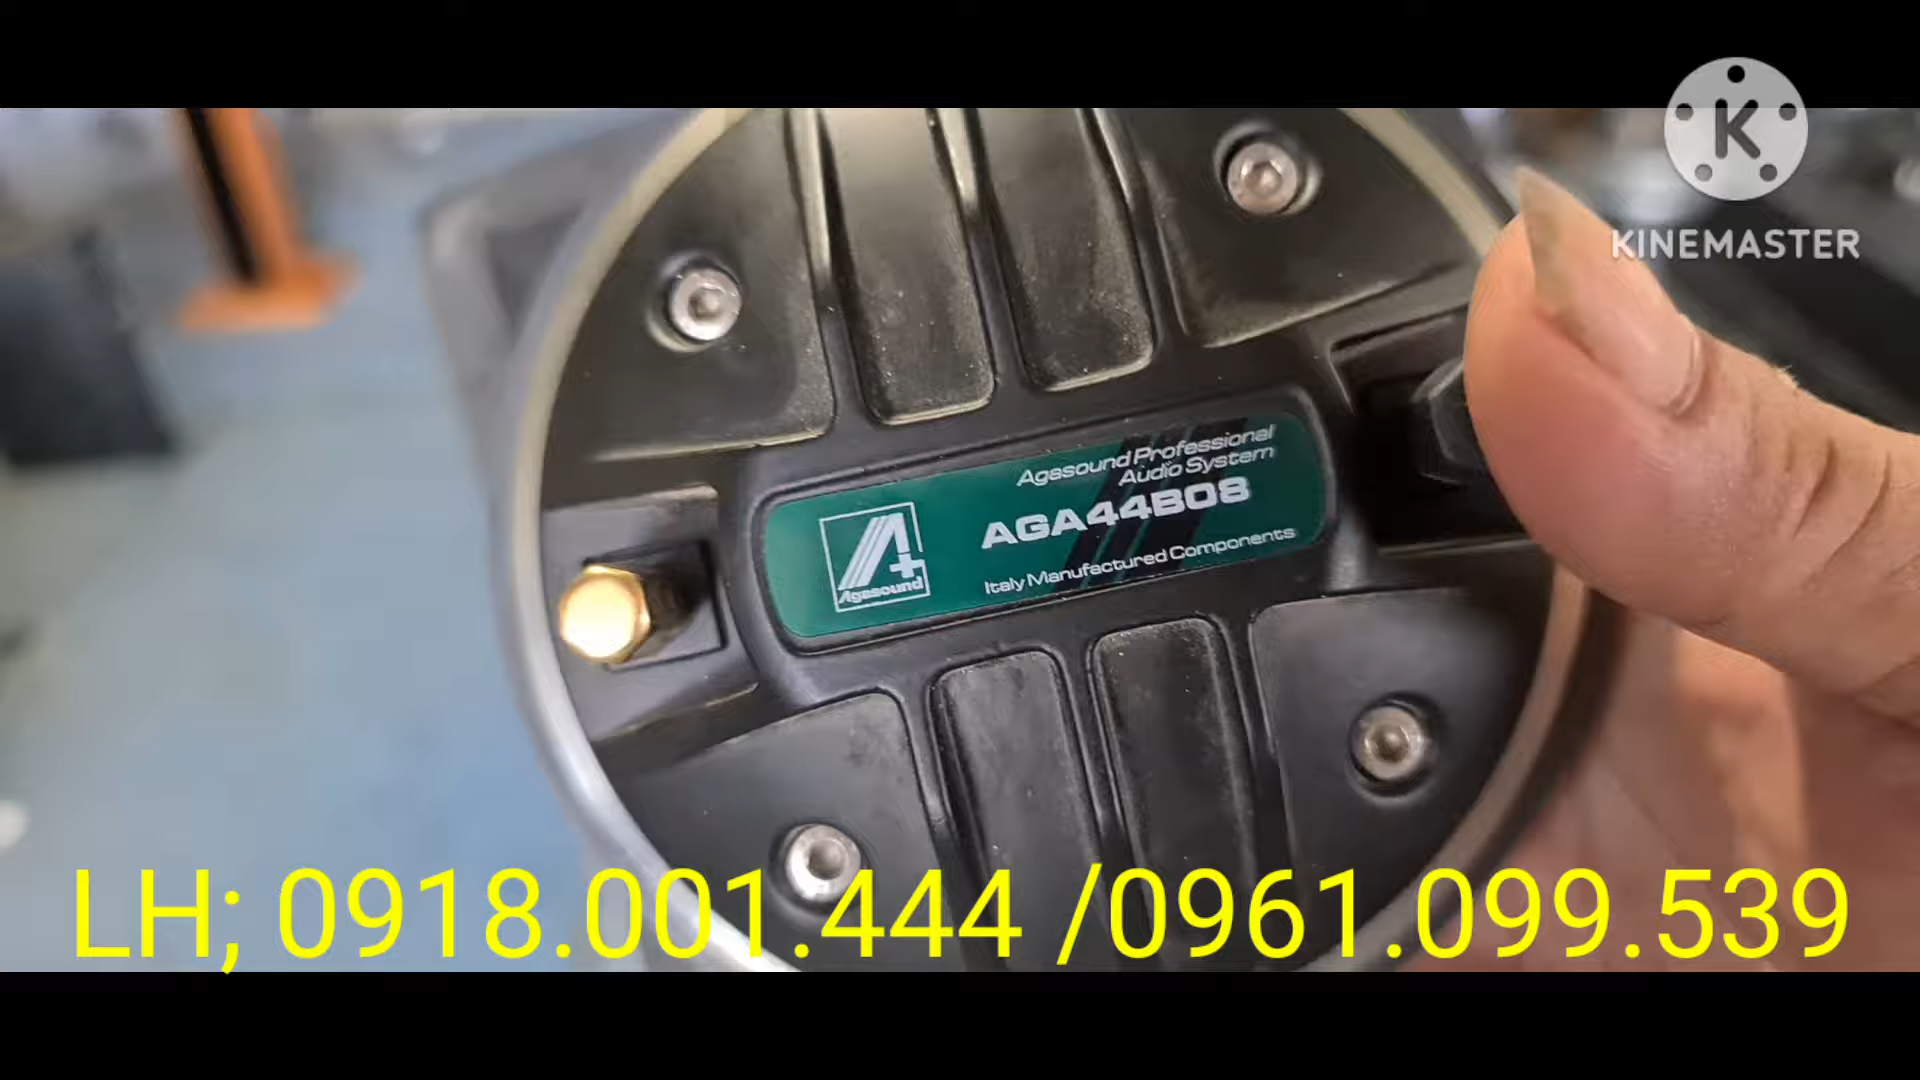 KINEMASTER
Agasound Professional
Audio System
AGA44B08
Italy Manufactured Components
A+
Agasound
LH; 0918.001.444 /0961.099.539